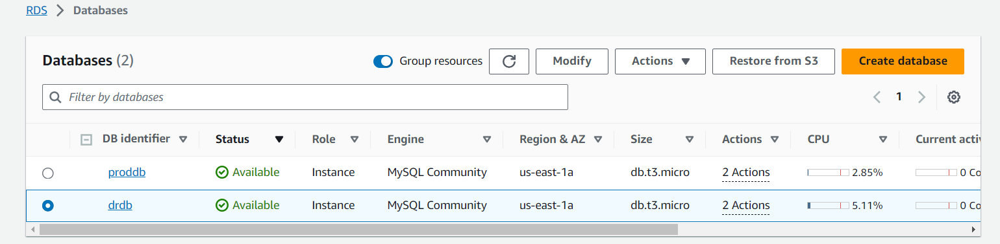 RDS > Databases
Databases (2) Group resources Modify Actions Restore from S3 Create database
Filter by databases 1
DB identifier Status Role Engine Region & AZ Size Actions CPU Current activ
proddb Available Instance MySQL Community us-east-1a db.t3.micro 2 Actions 2.85% 0 Co
drdb Available Instance MySQL Community us-east-1a db.t3.micro 2 Actions 5.11% 0 Co